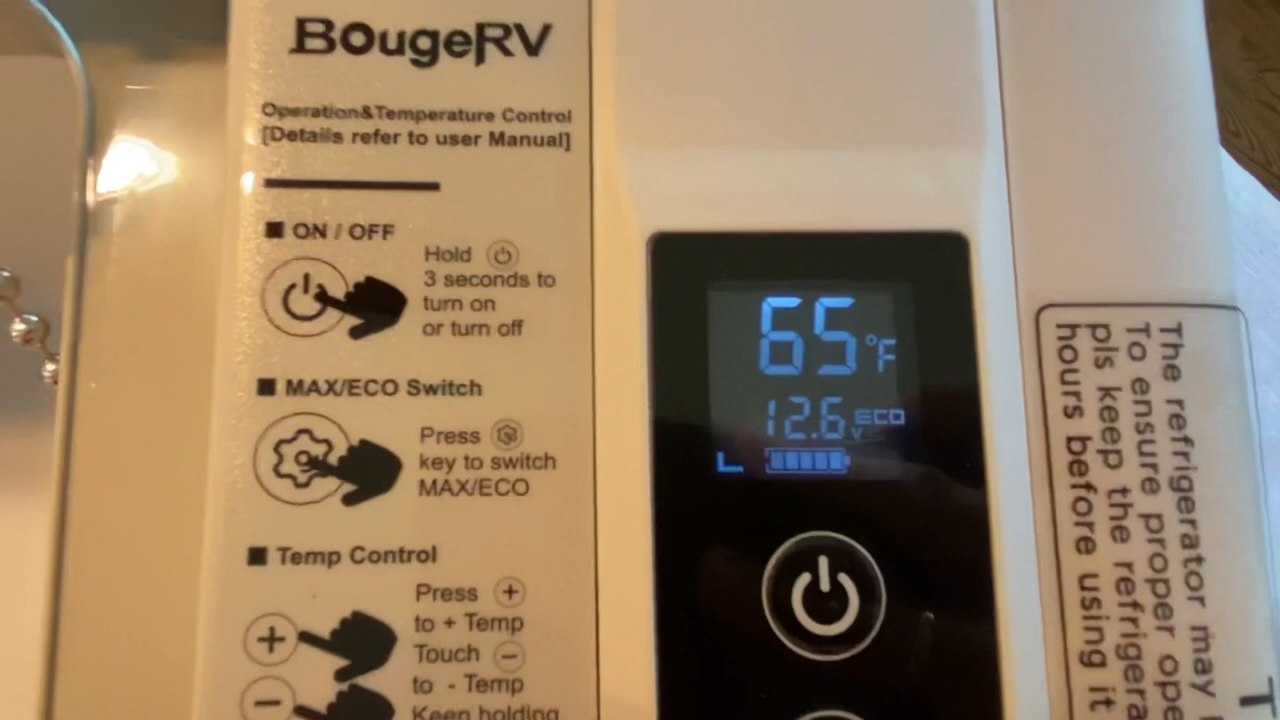 BougeRV
Operation&Temperature Control
[Details refer to user Manual]
ON / OFF
Hold
3 seconds to
turn on
or turn off
MAX/ECO Switch
Press
key to switch
MAX/ECO
Temp Control
Press +
to + Temp
Touch −
to - Temp
Keep holding
65°F
12.6V ECO
L
The refrigerator may
To ensure proper ope
pls keep the refrigera
hours before using it
T